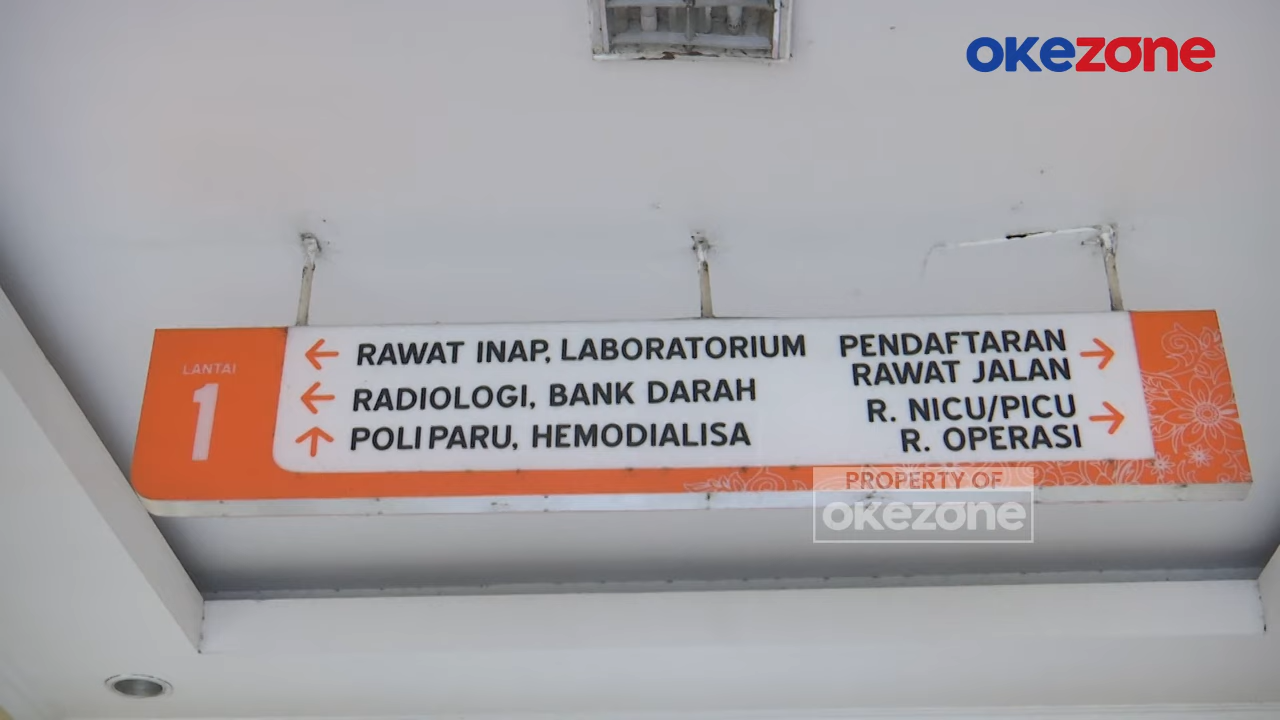 okezone
LANTAI
1
← RAWAT INAP, LABORATORIUM
← RADIOLOGI, BANK DARAH
↑ POLI PARU, HEMODIALISA
PENDAFTARAN →
RAWAT JALAN
R. NICU/PICU →
R. OPERASI
PROPERTY OF
okezone